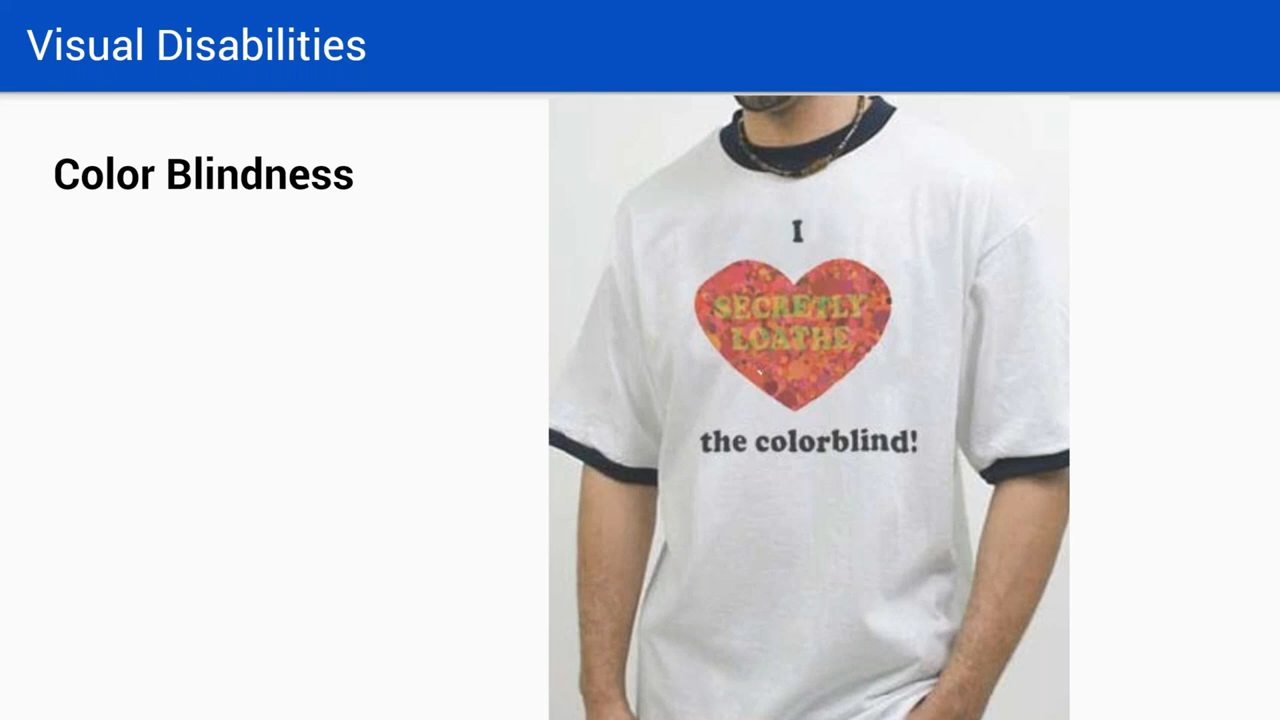 Visual Disabilities
Color Blindness
I
SECRETLY
LOATHE
the colorblind!